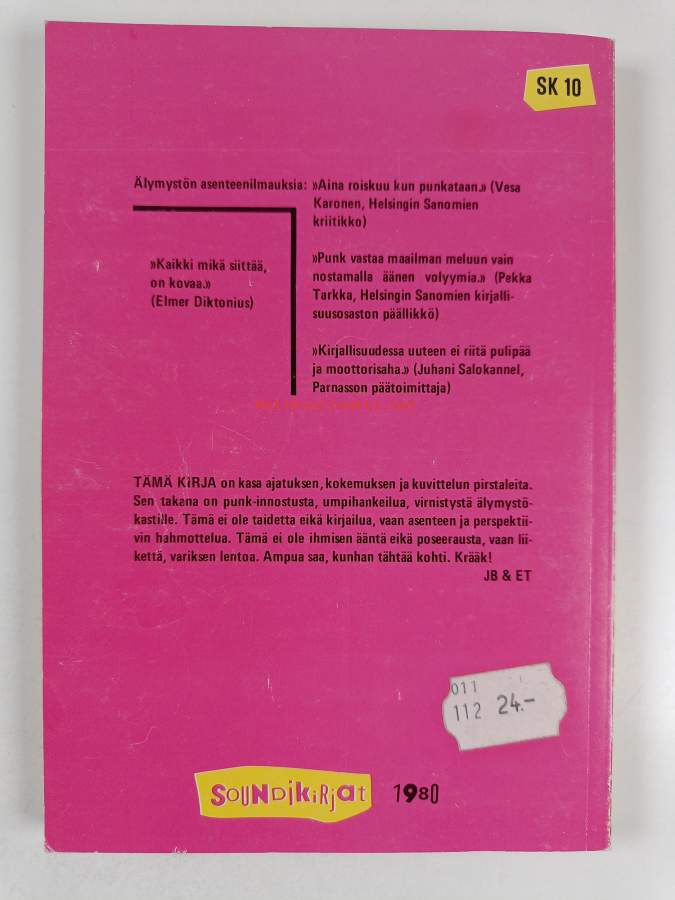 SK 10
Älymystön asenteenilmauksia: »Aina roiskuu kun punkataan.» (Vesa
Karonen, Helsingin Sanomien
kriitikko)
»Kaikki mikä siittää,
on kovaa.»
(Elmer Diktonius)
»Punk vastaa maailman meluun vain
nostamalla äänen volyymia.» (Pekka
Tarkka, Helsingin Sanomien kirjalli-
suusosaston päällikkö)
»Kirjallisuudessa uuteen ei riitä pulipää
ja moottorisaha.» (Juhani Salokannel,
Parnasson päätoimittaja)
TÄMÄ KIRJA on kasa ajatuksen, kokemuksen ja kuvittelun pirstaleita.
Sen takana on punk-innostusta, umpihankeilua, virnistystä älymystö-
kastille. Tämä ei ole taidetta eikä kirjailua, vaan asenteen ja perspektii-
vin hahmottelua. Tämä ei ole ihmisen ääntä eikä poseerausta, vaan lii-
kettä, variksen lentoa. Ampua saa, kunhan tähtää kohti. Krääk!
JB & ET
011
112 24.-
SOUNDiKiRjat 1980